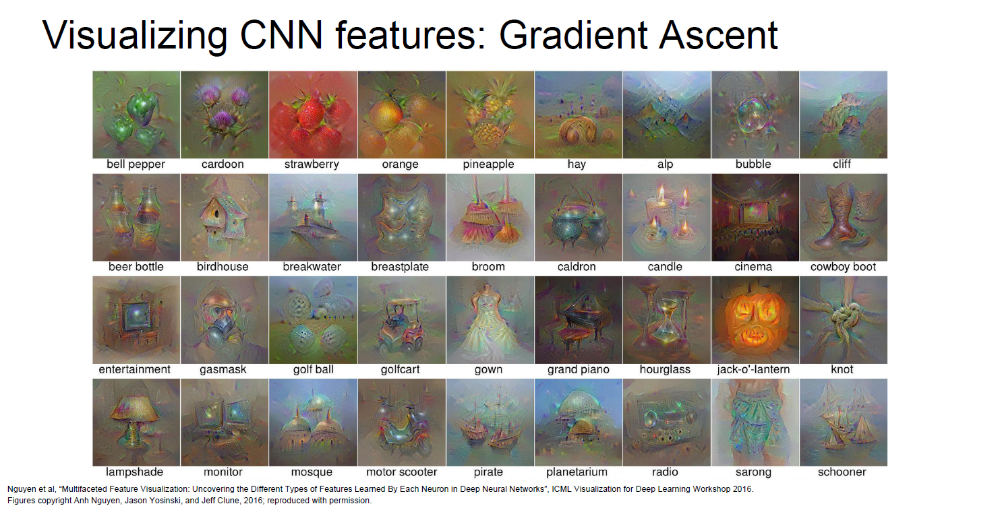 Visualizing CNN features: Gradient Ascent
bell pepper cardoon strawberry orange pineapple hay alp bubble cliff
beer bottle birdhouse breakwater breastplate broom caldron candle cinema cowboy boot
entertainment gasmask golf ball golfcart gown grand piano hourglass jack-o'-lantern knot
lampshade monitor mosque motor scooter pirate planetarium radio sarong schooner
Nguyen et al, “Multifaceted Feature Visualization: Uncovering the Different Types of Features Learned By Each Neuron in Deep Neural Networks”, ICML Visualization for Deep Learning Workshop 2016.
Figures copyright Anh Nguyen, Jason Yosinski, and Jeff Clune, 2016; reproduced with permission.